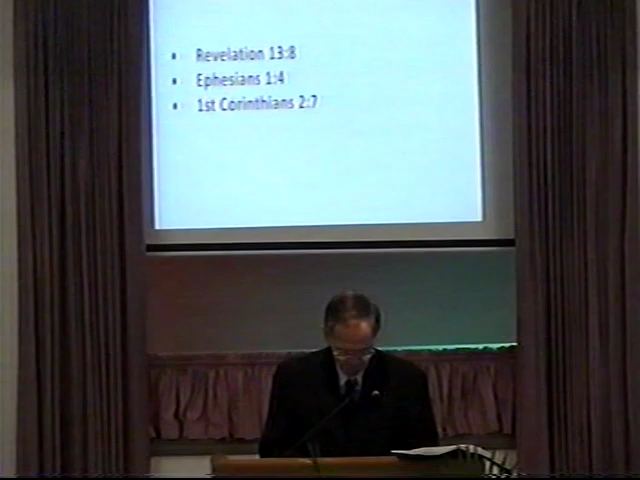 • Revelation 13:8
• Ephesians 1:4
• 1st Corinthians 2:7